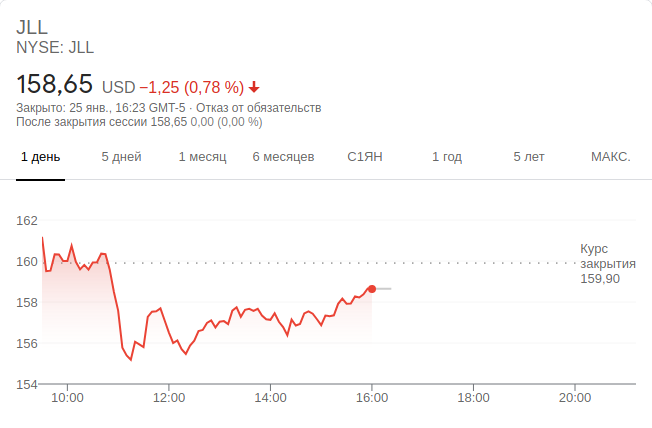 JLL
NYSE: JLL
158,65 USD −1,25 (0,78 %)
Закрыто: 25 янв., 16:23 GMT-5 · Отказ от обязательств
После закрытия сессии 158,65 0,00 (0,00 %)
1 день 5 дней 1 месяц 6 месяцев С1ЯН 1 год 5 лет МАКС.
162
160
158
156
154
Курс
закрытия
159,90
10:00 12:00 14:00 16:00 18:00 20:00